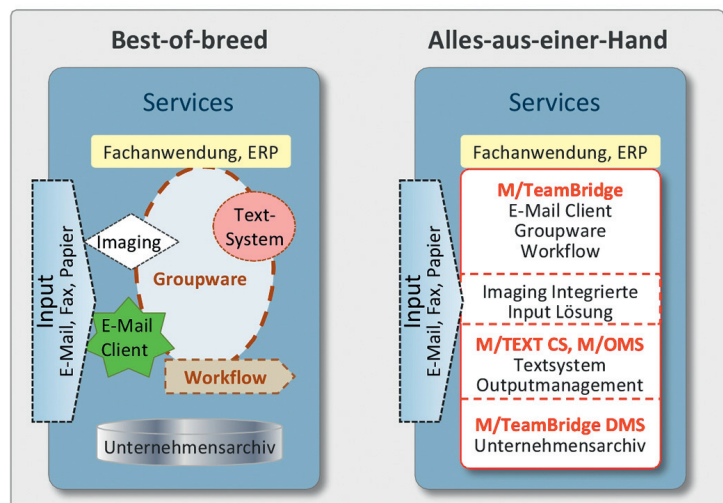 Best-of-breed
Services
Fachanwendung, ERP
Input
E-Mail, Fax, Papier
Imaging
Text-
System
Groupware
E-Mail
Client
Workflow
Unternehmensarchiv
Alles-aus-einer-Hand
Services
Fachanwendung, ERP
Input
E-Mail, Fax, Papier
M/TeamBridge
E-Mail Client
Groupware
Workflow
Imaging Integrierte
Input Lösung
M/TEXT CS, M/OMS
Textsystem
Outputmanagement
M/TeamBridge DMS
Unternehmensarchiv